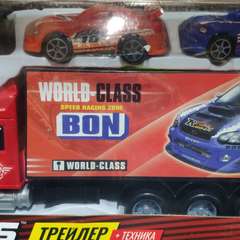 WORLD-CLASS
SPEED RACING ZONE
BON
WORLD-CLASS
ТРЕЙЛЕР
+ ТЕХНИКА